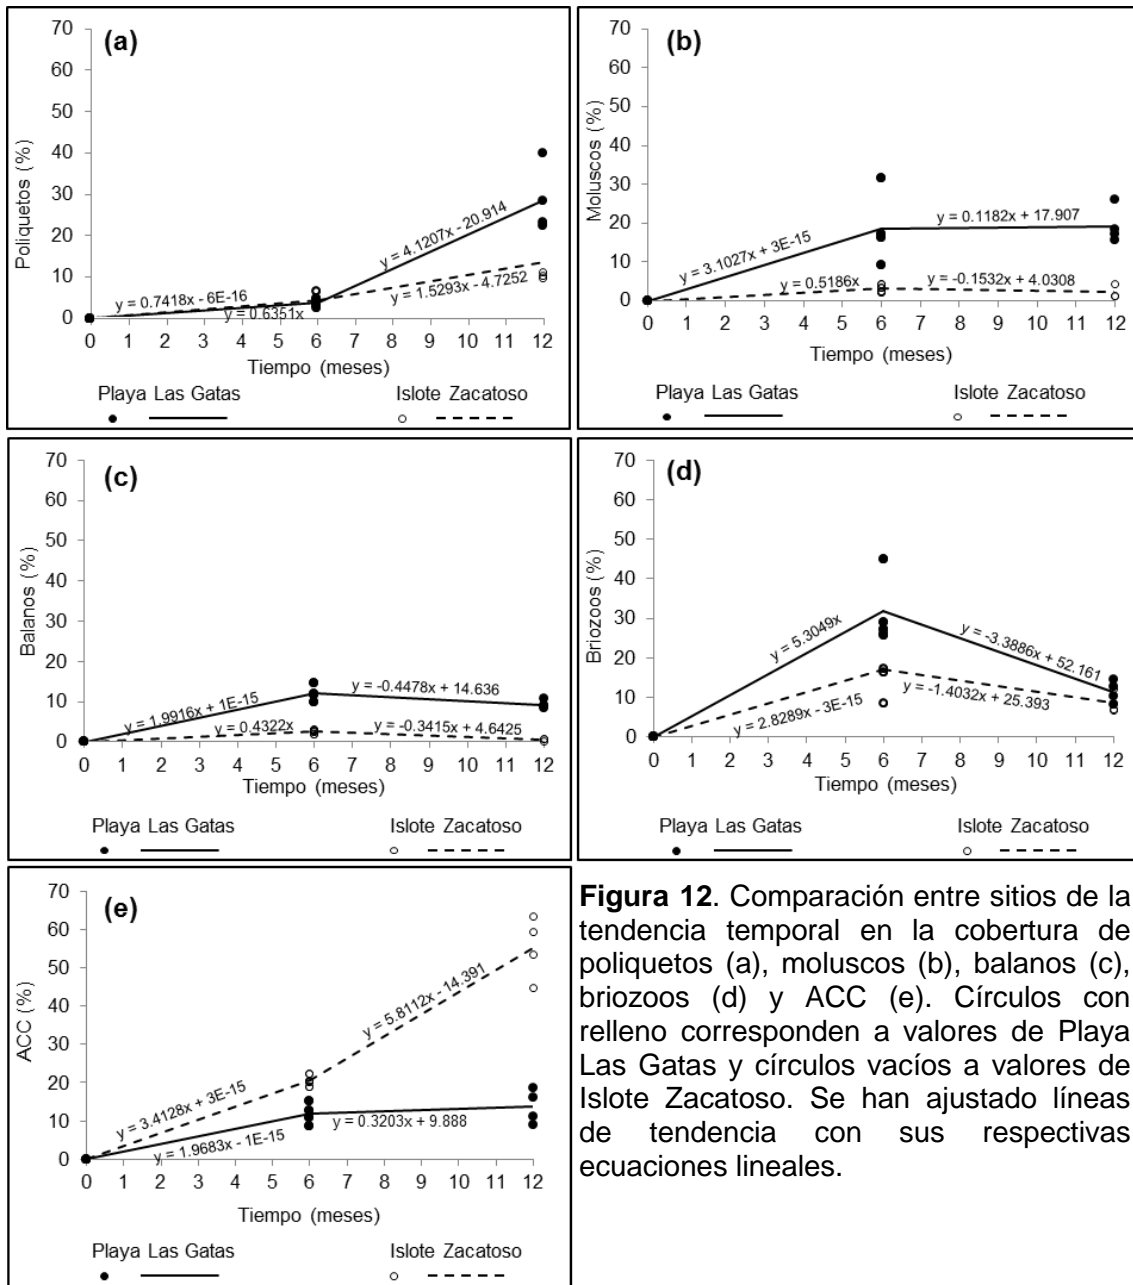 (a)
70
60
50
40
30
20
10
0
Poliquetos (%)
y = 4.1207x - 20.914
y = 0.7418x - 6E-16
y = 0.6351x
y = 1.5293x - 4.7252
0 1 2 3 4 5 6 7 8 9 10 11 12
Tiempo (meses)
Playa Las Gatas Islote Zacatoso
(b)
70
60
50
40
30
20
10
0
Moluscos (%)
y = 3.1027x + 3E-15
y = 0.1182x + 17.907
y = 0.5186x
y = -0.1532x + 4.0308
0 1 2 3 4 5 6 7 8 9 10 11 12
Tiempo (meses)
Playa Las Gatas Islote Zacatoso
(c)
70
60
50
40
30
20
10
0
Balanos (%)
y = 1.9916x + 1E-15
y = -0.4478x + 14.636
y = 0.4322x
y = -0.3415x + 4.6425
0 1 2 3 4 5 6 7 8 9 10 11 12
Tiempo (meses)
Playa Las Gatas Islote Zacatoso
(d)
70
60
50
40
30
20
10
0
Briozoos (%)
y = 5.3049x
y = -3.3886x + 52.161
y = 2.8289x - 3E-15
y = -1.4032x + 25.393
0 1 2 3 4 5 6 7 8 9 10 11 12
Tiempo (meses)
Playa Las Gatas Islote Zacatoso
(e)
70
60
50
40
30
20
10
0
ACC (%)
y = 5.8112x - 14.391
y = 3.4128x + 3E-15
y = 1.9683x - 1E-15
y = 0.3203x + 9.888
0 1 2 3 4 5 6 7 8 9 10 11 12
Tiempo (meses)
Playa Las Gatas Islote Zacatoso
Figura 12. Comparación entre sitios de la
tendencia temporal en la cobertura de
poliquetos (a), moluscos (b), balanos (c),
briozoos (d) y ACC (e). Círculos con
relleno corresponden a valores de Playa
Las Gatas y círculos vacíos a valores de
Islote Zacatoso. Se han ajustado líneas
de tendencia con sus respectivas
ecuaciones lineales.